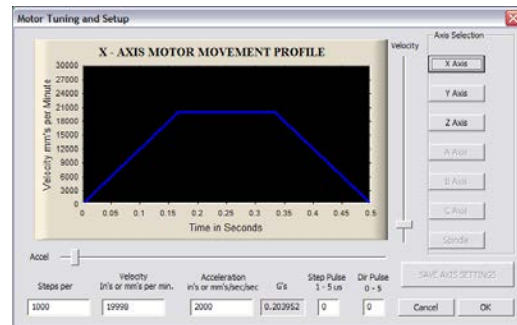 Motor Tuning and Setup
X - AXIS MOTOR MOVEMENT PROFILE
Velocity mm's per Minute
30000
27000
24000
21000
18000
15000
12000
9000
6000
3000
0
0 0.05 0.1 0.15 0.2 0.25 0.3 0.35 0.4 0.45 0.5
Time in Seconds
Velocity
Axis Selection
X Axis
Y Axis
Z Axis
A Axis
B Axis
C Axis
Spindle
Accel
Steps per
Velocity
In's or mm's per min.
Acceleration
in's or mm's/sec/sec
G's
Step Pulse
1 - 5 us
Dir Pulse
0 - 5
1000 19998 2000 0.203952 0 0
SAVE AXIS SETTINGS
Cancel OK